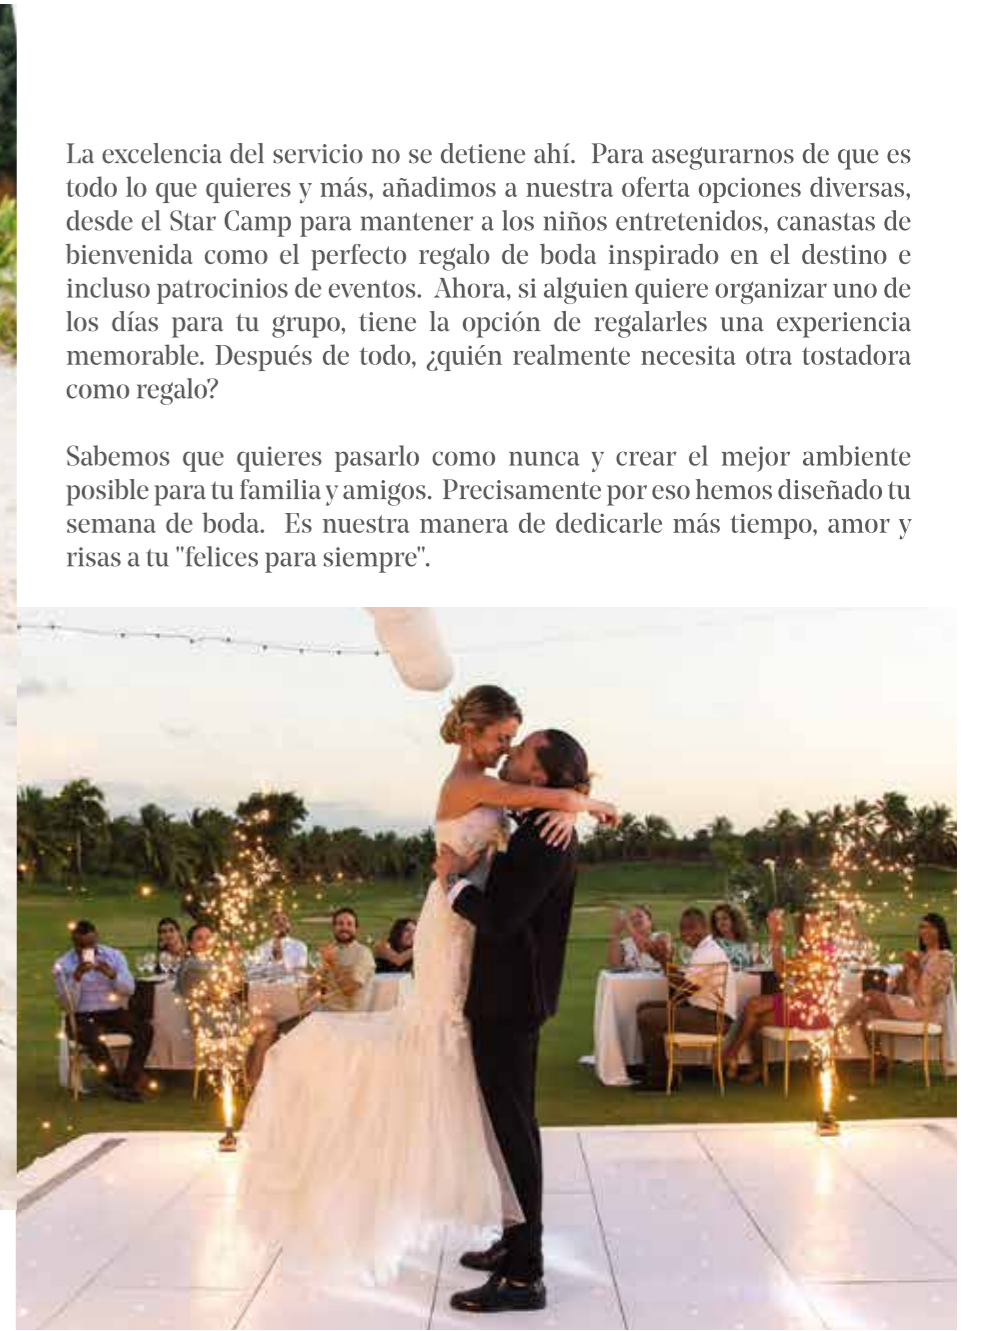 La excelencia del servicio no se detiene ahí.  Para asegurarnos de que es
todo lo que quieres y más, añadimos a nuestra oferta opciones diversas,
desde el Star Camp para mantener a los niños entretenidos, canastas de
bienvenida como el perfecto regalo de boda inspirado en el destino e
incluso patrocinios de eventos.  Ahora, si alguien quiere organizar uno de
los días para tu grupo, tiene la opción de regalarles una experiencia
memorable. Después de todo, ¿quién realmente necesita otra tostadora
como regalo?
Sabemos que quieres pasarlo como nunca y crear el mejor ambiente
posible para tu familia y amigos.  Precisamente por eso hemos diseñado tu
semana de boda.  Es nuestra manera de dedicarle más tiempo, amor y
risas a tu "felices para siempre".